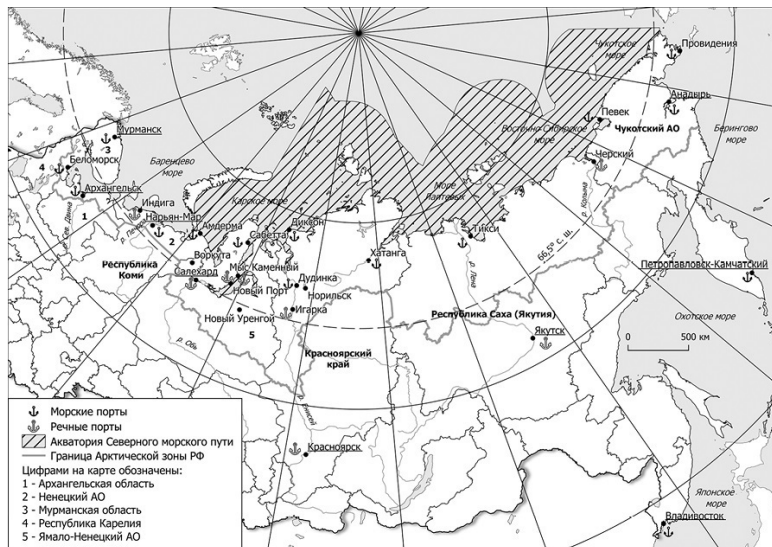 Чукотское
море
Провидения
Анадырь
Певек
Восточно-Сибирское
море
Чукотский АО
Берингово
море
Мурманск
3
Беломорск
4
Баренцево
море
Черский
р. Колыма
Архангельск
Карское море
Море
Лаптевых
1
р. Сев. Двина
Индига
Нарьян-Мар
2
Амдерма
Диксон
Сабетта
Тикси
66,5° с. ш.
Республика
Коми
Воркута
Салехард
Мыс Каменный
Хатанга
р. Лена
Петропавловск-Камчатский
Новый Порт
Дудинка
Норильск
Игарка
Новый Уренгой
5
Республика Саха (Якутия)
Охотское море
р. Обь
Красноярский
край
Якутск
0 500 км
р. Енисей
Красноярск
Японское
море
Владивосток
Морские порты
Речные порты
Акватория Северного морского пути
Граница Арктической зоны РФ
Цифрами на карте обозначены:
1 - Архангельская область
2 - Ненецкий АО
3 - Мурманская область
4 - Республика Карелия
5 - Ямало-Ненецкий АО